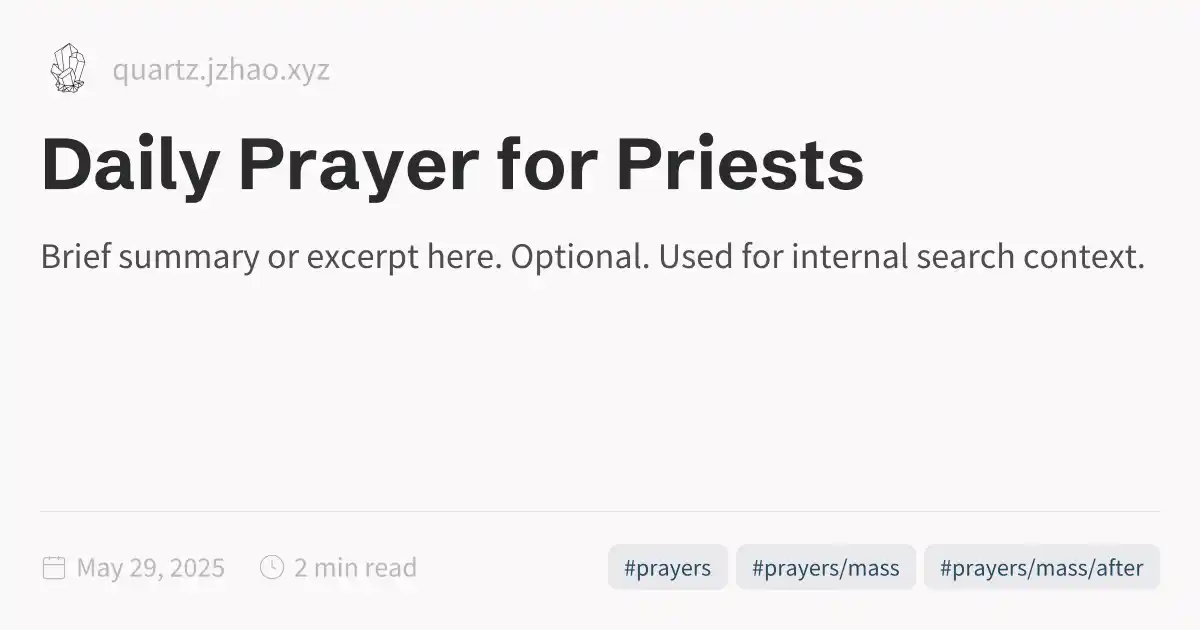 quartz.jzhao.xyz
Daily Prayer for Priests
Brief summary or excerpt here. Optional. Used for internal search context.
May 29, 2025 2 min read #prayers #prayers/mass #prayers/mass/after